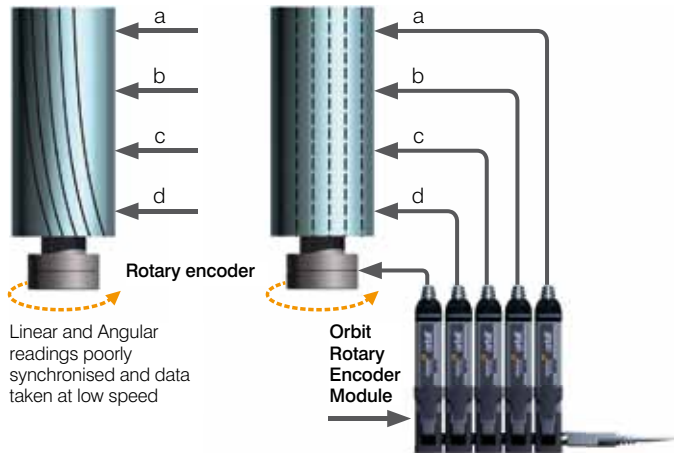 a
b
c
d
Rotary encoder
Linear and Angular
readings poorly
synchronised and data
taken at low speed
a
b
c
d
Orbit
Rotary
Encoder
Module